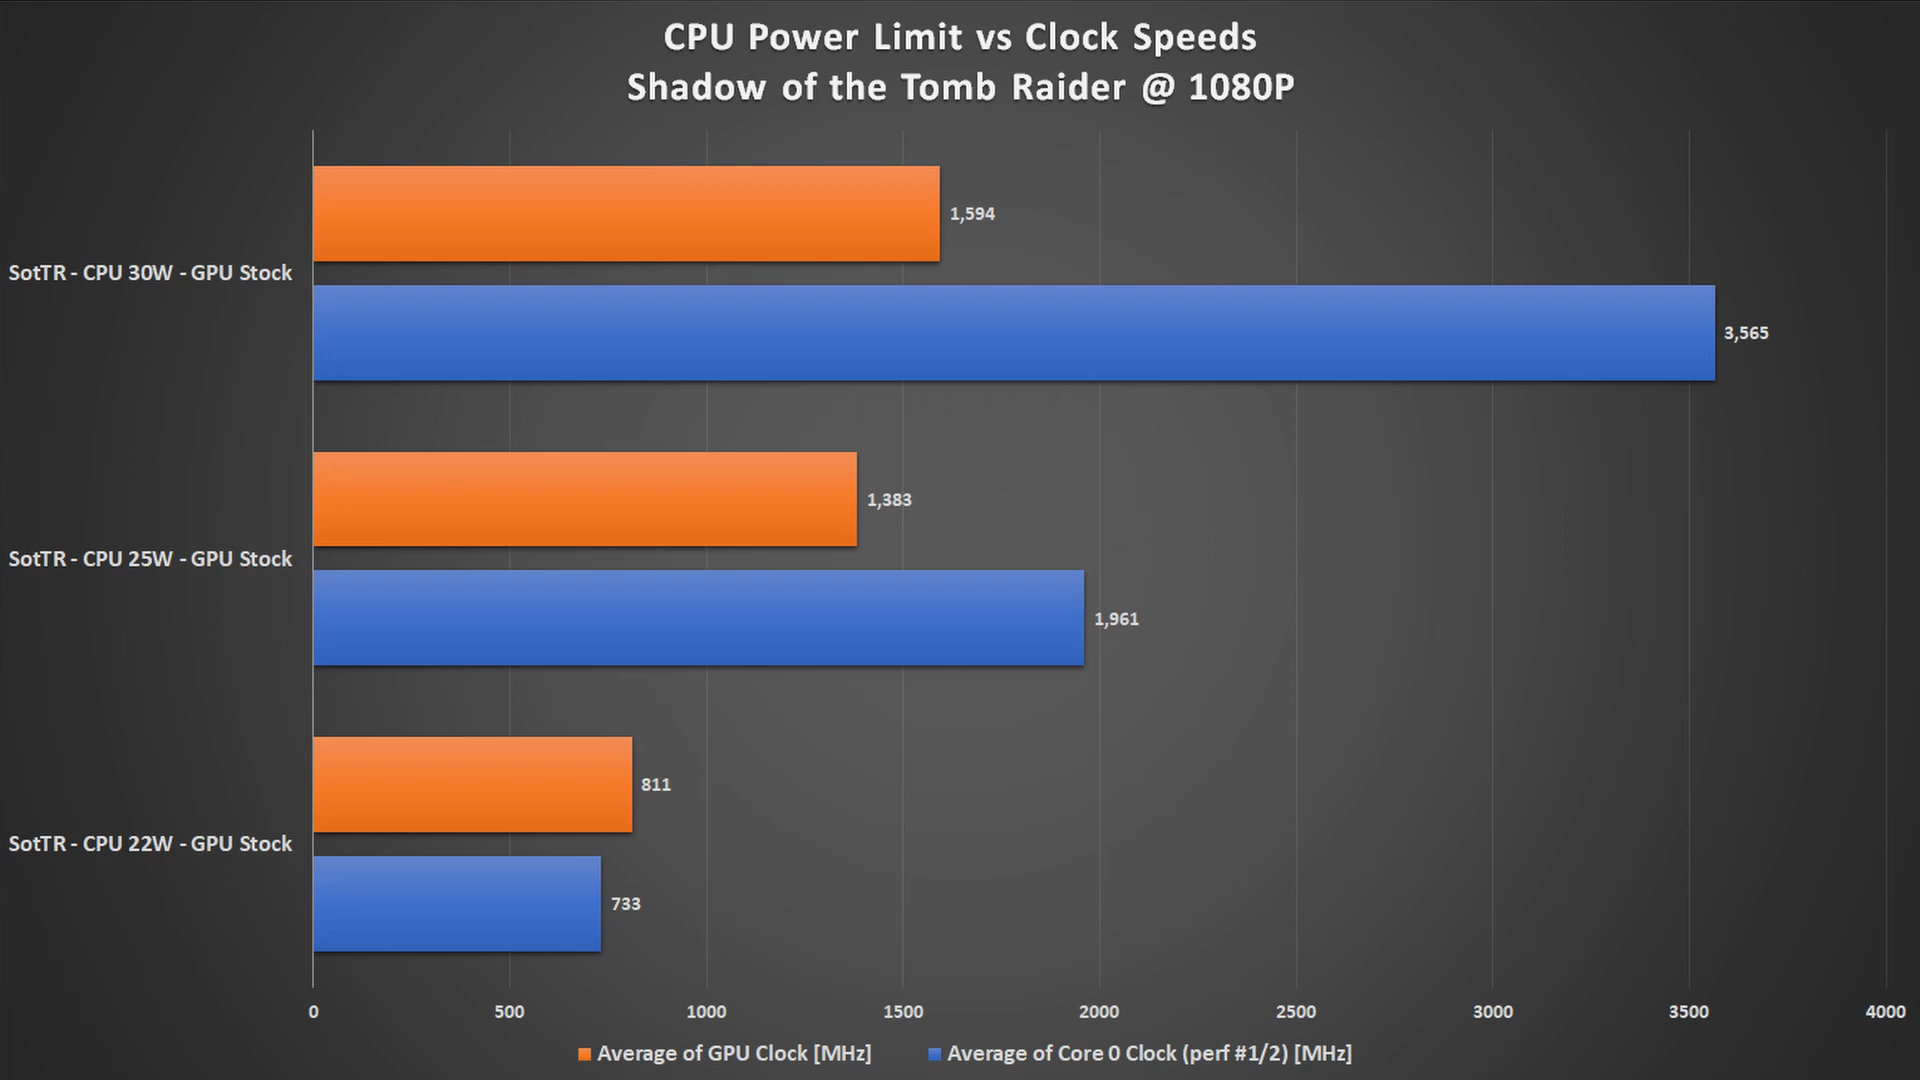 CPU Power Limit vs Clock Speeds
Shadow of the Tomb Raider @ 1080P
1,594
SotTR - CPU 30W - GPU Stock
3,565
1,383
SotTR - CPU 25W - GPU Stock
1,961
811
SotTR - CPU 22W - GPU Stock
733
0 500 1000 1500 2000 2500 3000 3500 4000
Average of GPU Clock [MHz] Average of Core 0 Clock (perf #1/2) [MHz]